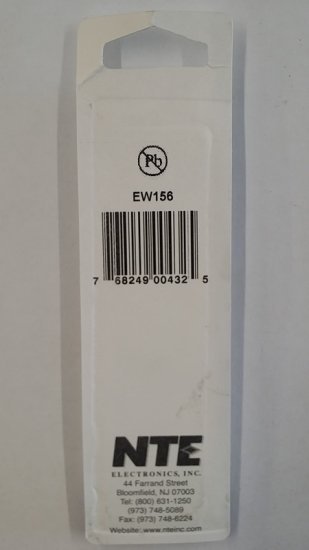 Pb
EW156
7 68249 00432 5
NTE
ELECTRONICS, INC.
44 Farrand Street
Bloomfield, NJ 07003
Tel: (800) 631-1250
(973) 748-5089
Fax: (973) 748-6224
Website: www.nteinc.com